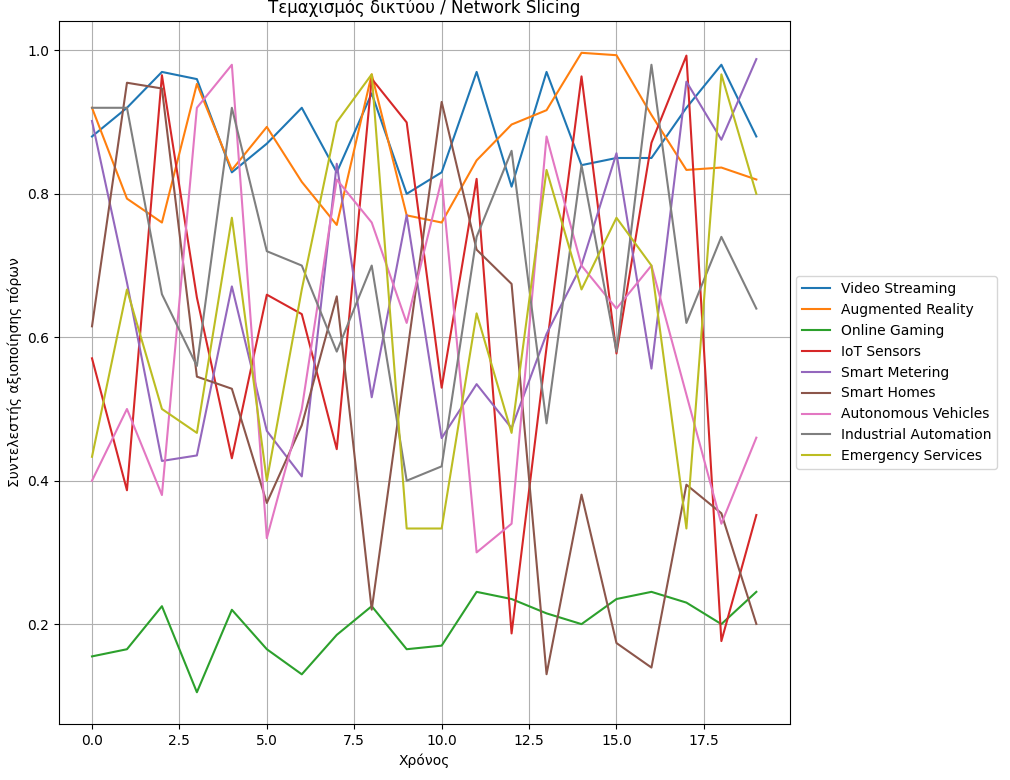 Τεμαχισμός δικτύου / Network Slicing
Συντελεστής αξιοποίησης πόρων
1.0
0.8
0.6
0.4
0.2
0.0 2.5 5.0 7.5 10.0 12.5 15.0 17.5
Χρόνος
Video Streaming
Augmented Reality
Online Gaming
IoT Sensors
Smart Metering
Smart Homes
Autonomous Vehicles
Industrial Automation
Emergency Services